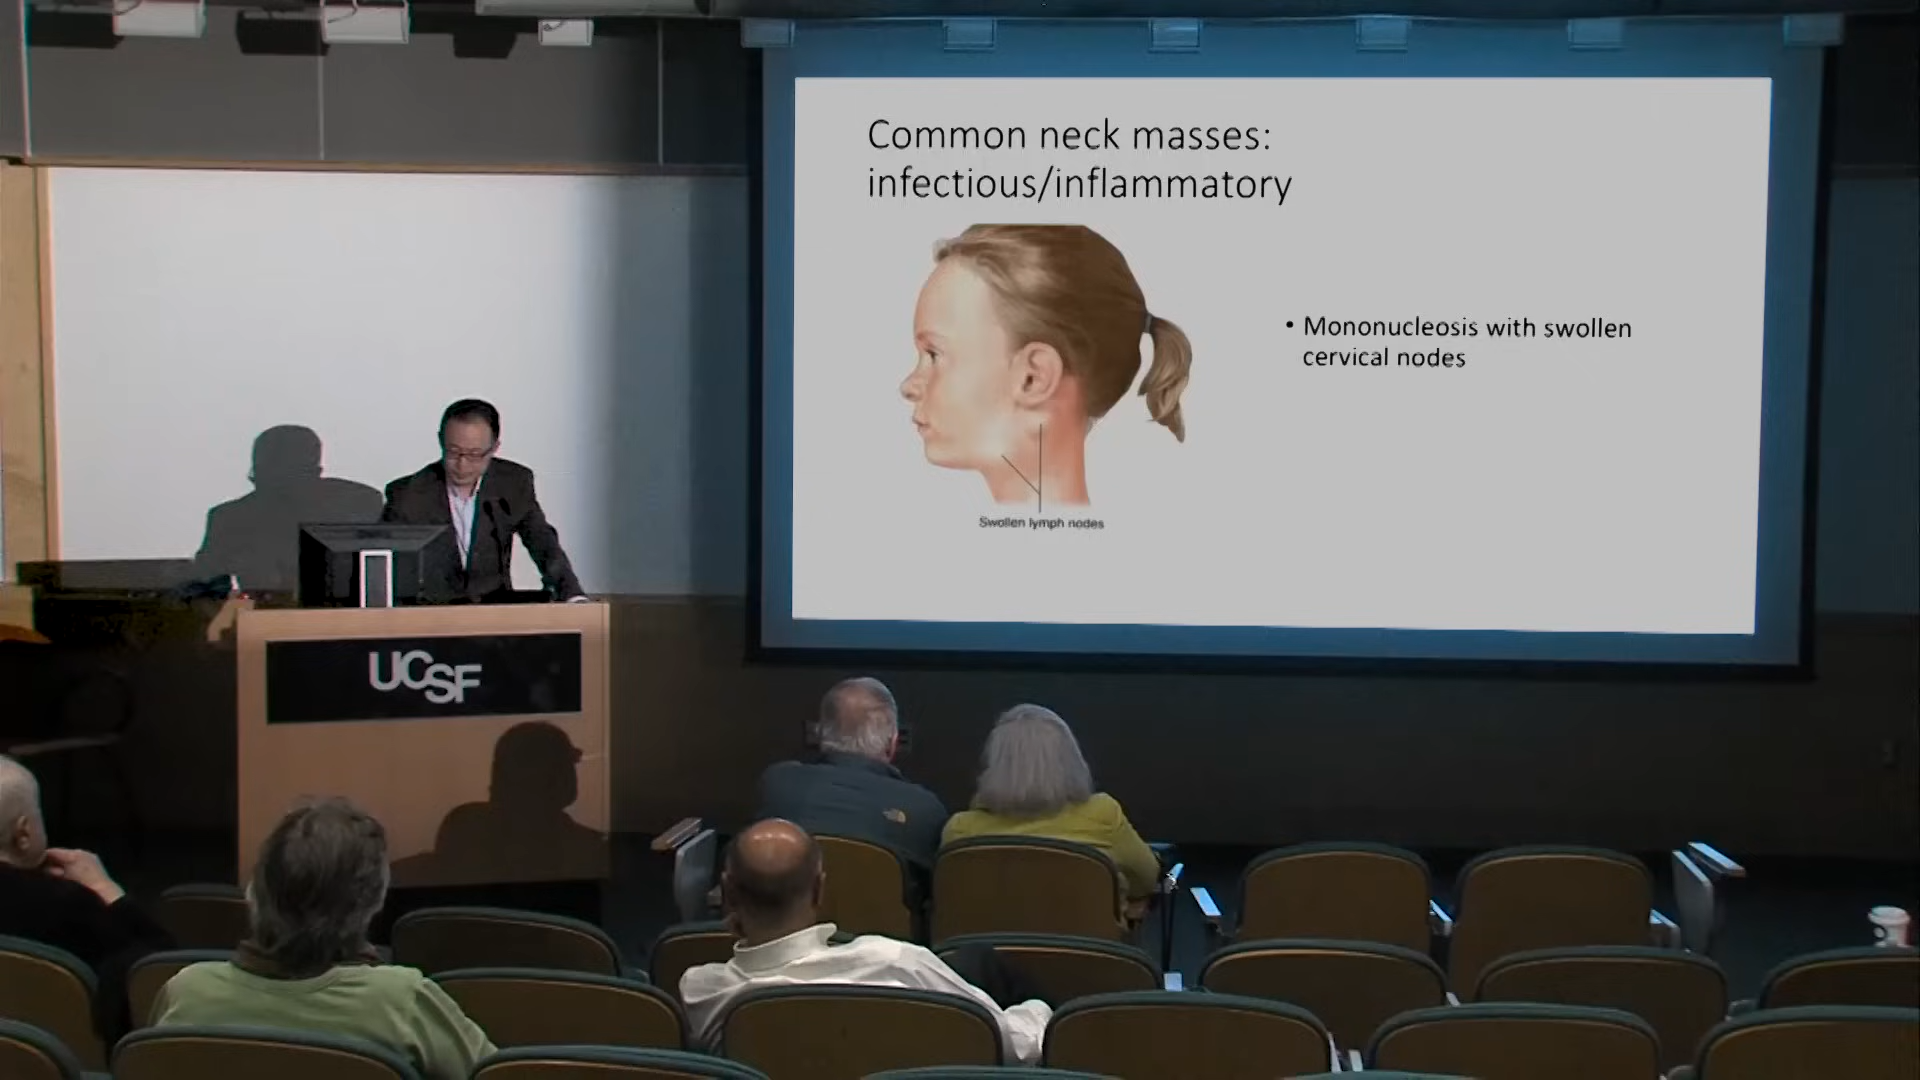 Common neck masses:
infectious/inflammatory
• Mononucleosis with swollen
cervical nodes
Swollen lymph nodes
UCSF